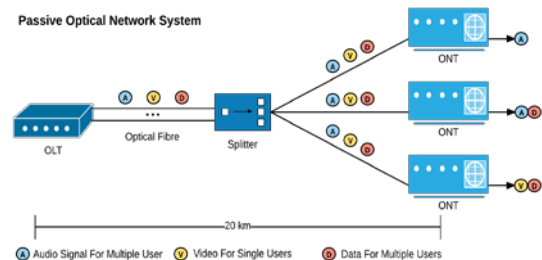 Passive Optical Network System
A V D
...
Optical Fibre
OLT
Splitter
A V D
ONT
A
A V D
ONT
A D
A V D
ONT
V D
20 km
A Audio Signal For Multiple User V Video For Single Users D Data For Multiple Users